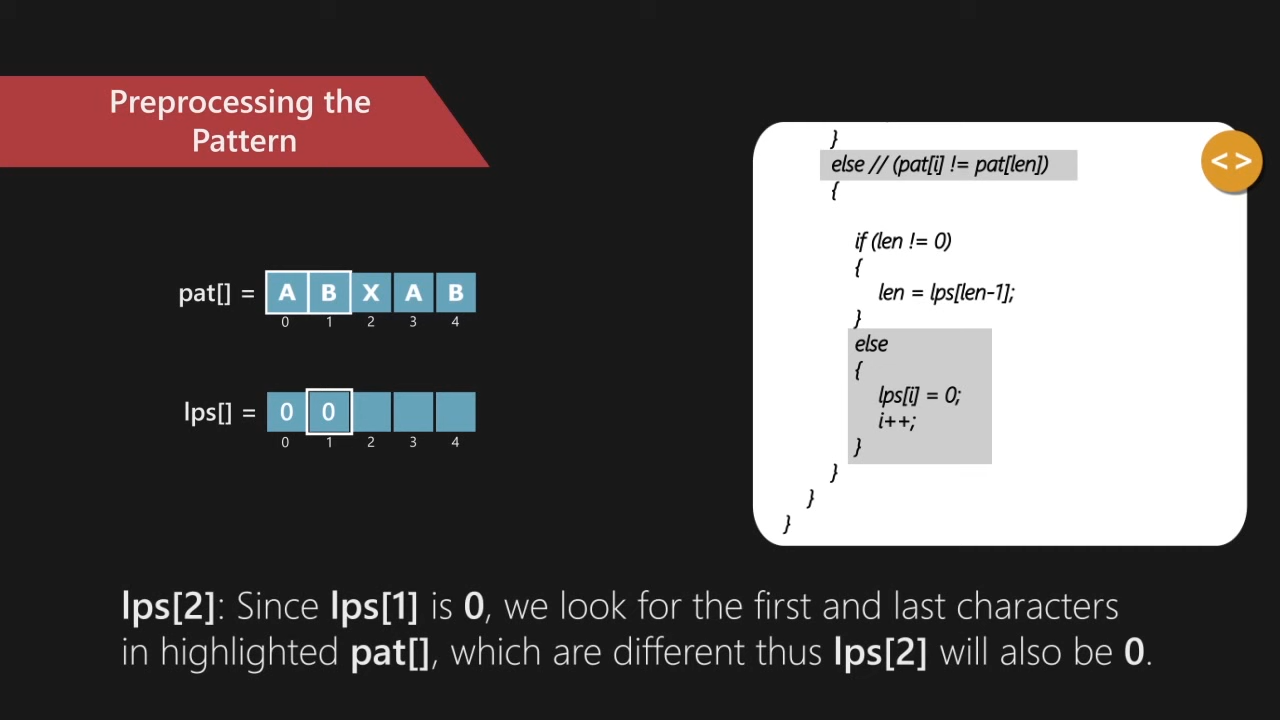 Preprocessing the
Pattern
pat[] = A B X A B
0 1 2 3 4
lps[] = 0 0
0 1 2 3 4
}
else // (pat[i] != pat[len])
{
if (len != 0)
{
len = lps[len-1];
}
else
{
lps[i] = 0;
i++;
}
}
}
}
< >
lps[2]: Since lps[1] is 0, we look for the first and last characters
in highlighted pat[], which are different thus lps[2] will also be 0.